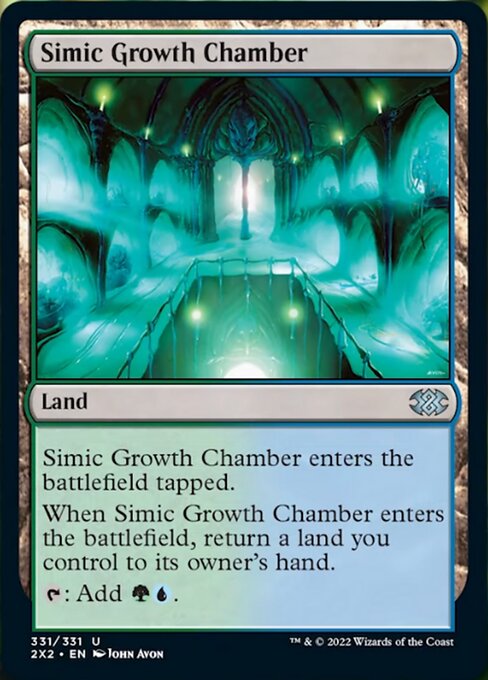 Simic Growth Chamber
AVON
Land
Simic Growth Chamber enters the
battlefield tapped.
When Simic Growth Chamber enters
the battlefield, return a land you
control to its owner's hand.
: Add .
331/331 U
2X2 • EN John Avon
™ & © 2022 Wizards of the Coast